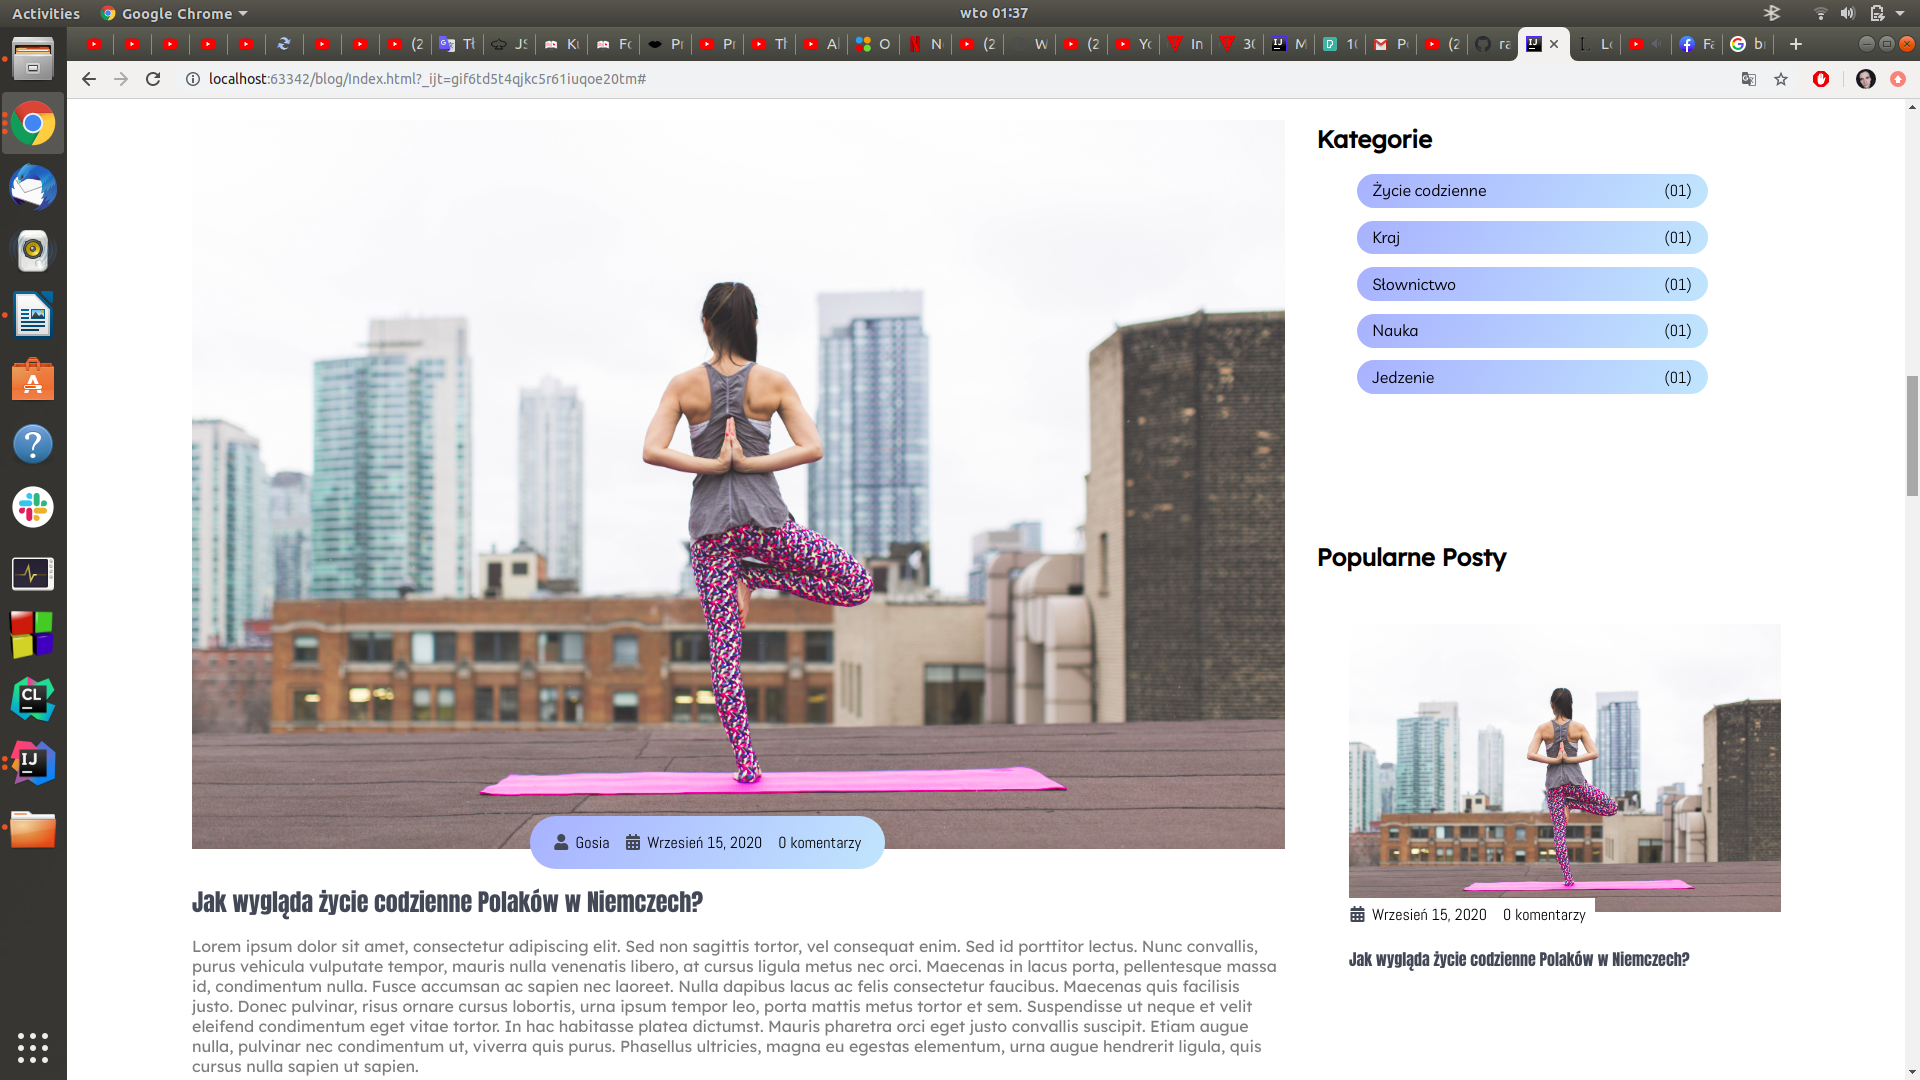 Activities
Google Chrome
wto 01:37
(2
Tł
JS
Kı
Fc
Pı
Pı
Tł
A
O
N
(2
W
(2
Yc
In
30
M
10
Pc
(2
ra
Lc
Fa
b
localhost:63342/blog/Index.html?_ijt=gif6td5t4qjkc5r61iuqoe20tm#
Kategorie
Życie codzienne (01)
Kraj (01)
Słownictwo (01)
Nauka (01)
Jedzenie (01)
Popularne Posty
Wrzesień 15, 2020 0 komentarzy
Jak wygląda życie codzienne Polaków w Niemczech?
Gosia Wrzesień 15, 2020 0 komentarzy
Jak wygląda życie codzienne Polaków w Niemczech?
Lorem ipsum dolor sit amet, consectetur adipiscing elit. Sed non sagittis tortor, vel consequat enim. Sed id porttitor lectus. Nunc convallis,
purus vehicula vulputate tempor, mauris nulla venenatis libero, at cursus ligula metus nec orci. Maecenas in lacus porta, pellentesque massa
id, condimentum nulla. Fusce accumsan ac sapien nec laoreet. Nulla dapibus lacus ac felis consectetur faucibus. Maecenas quis facilisis
justo. Donec pulvinar, risus ornare cursus lobortis, urna ipsum tempor leo, porta mattis metus tortor et sem. Suspendisse ut neque et velit
eleifend condimentum eget vitae tortor. In hac habitasse platea dictumst. Mauris pharetra orci eget justo convallis suscipit. Etiam augue
nulla, pulvinar nec condimentum ut, viverra quis purus. Phasellus ultricies, magna eu egestas elementum, urna augue hendrerit ligula, quis
cursus nulla sapien ut sapien.
CL
IJ